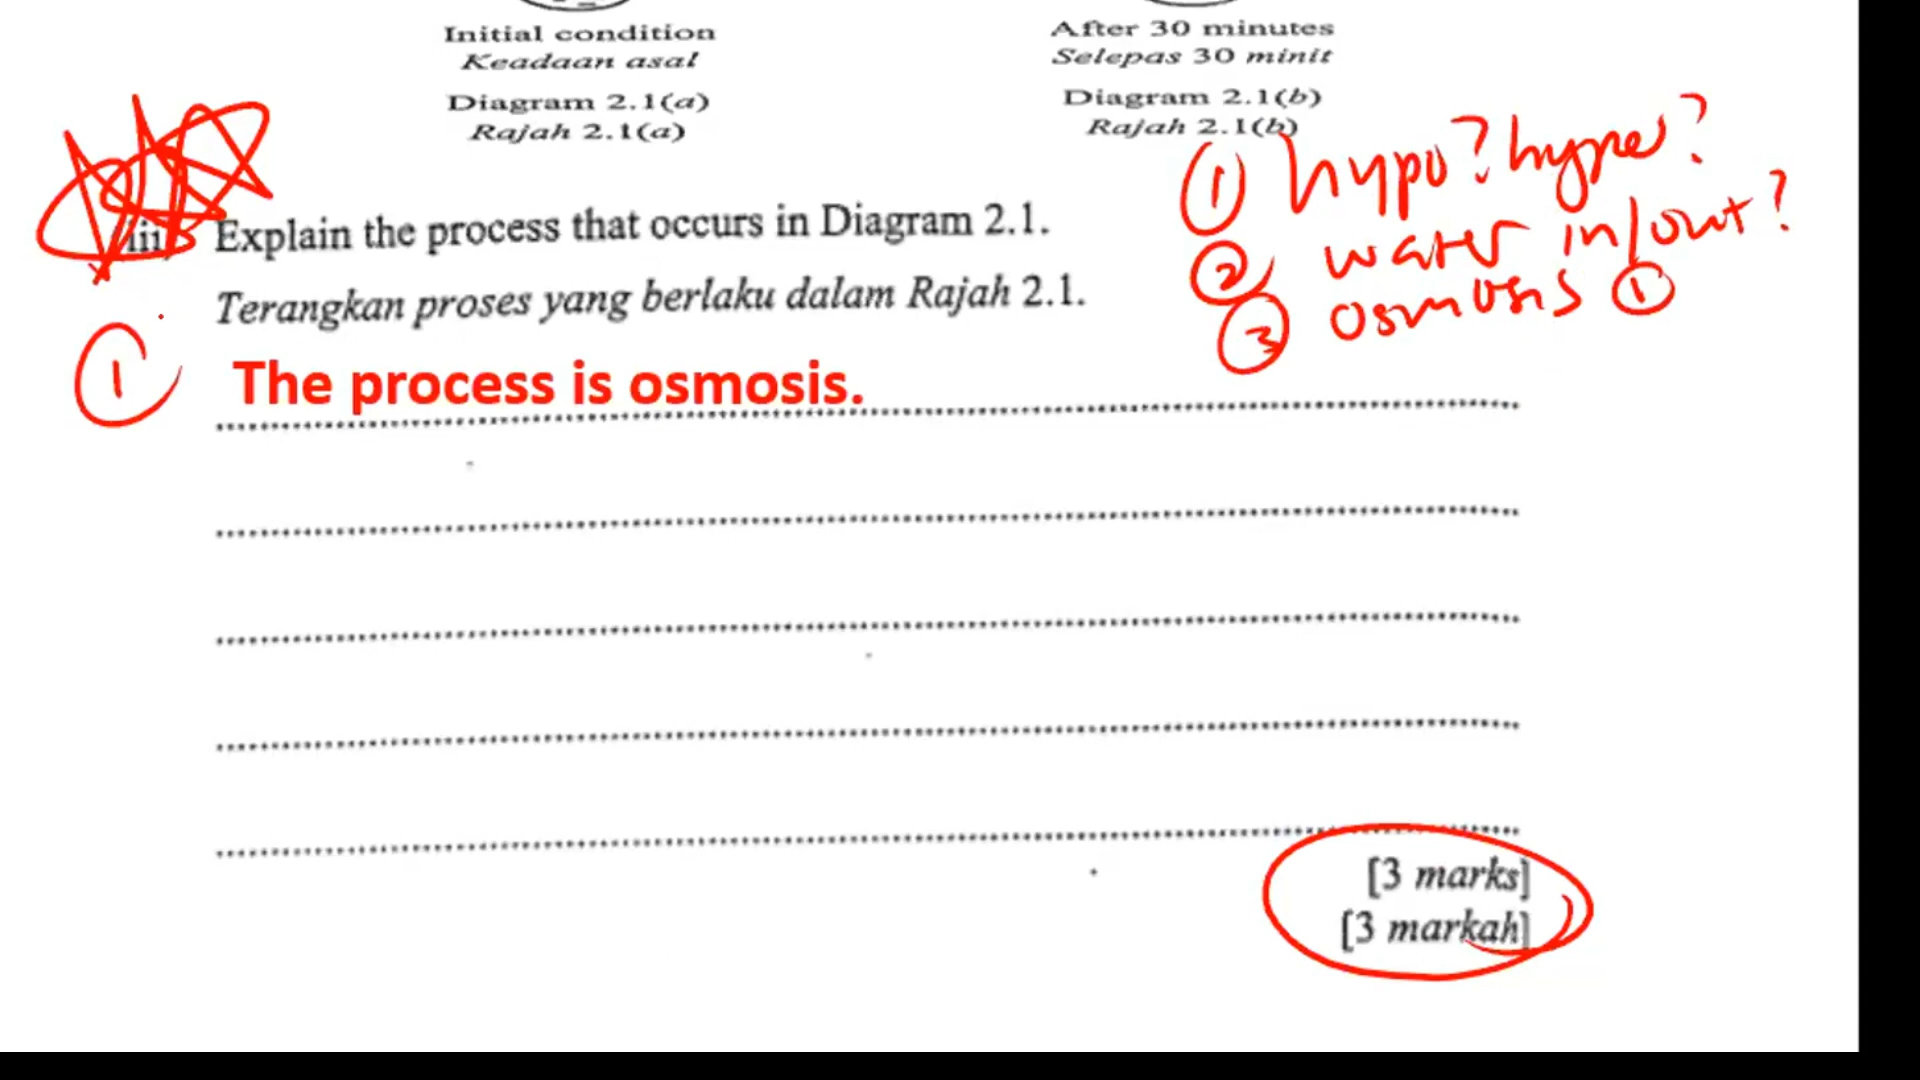 Initial condition
Keadaan asal
Diagram 2.1(a)
Rajah 2.1(a)
After 30 minutes
Selepas 30 minit
Diagram 2.1(b)
Rajah 2.1(b)
① hypo? hyper?
② water in/out?
③ osmosis ①
Explain the process that occurs in Diagram 2.1.
Terangkan proses yang berlaku dalam Rajah 2.1.
① The process is osmosis.
[3 marks]
[3 markah]